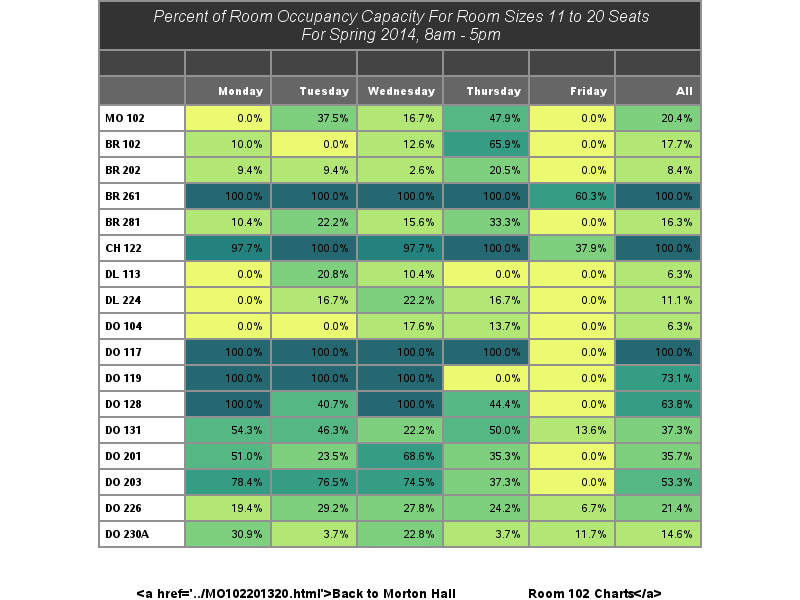 Percent of Room Occupancy Capacity For Room Sizes 11 to 20 Seats
For Spring 2014, 8am - 5pm
Monday Tuesday Wednesday Thursday Friday All
MO 102 0.0% 37.5% 16.7% 47.9% 0.0% 20.4%
BR 102 10.0% 0.0% 12.6% 65.9% 0.0% 17.7%
BR 202 9.4% 9.4% 2.6% 20.5% 0.0% 8.4%
BR 261 100.0% 100.0% 100.0% 100.0% 60.3% 100.0%
BR 281 10.4% 22.2% 15.6% 33.3% 0.0% 16.3%
CH 122 97.7% 100.0% 97.7% 100.0% 37.9% 100.0%
DL 113 0.0% 20.8% 10.4% 0.0% 0.0% 6.3%
DL 224 0.0% 16.7% 22.2% 16.7% 0.0% 11.1%
DO 104 0.0% 0.0% 17.6% 13.7% 0.0% 6.3%
DO 117 100.0% 100.0% 100.0% 100.0% 0.0% 100.0%
DO 119 100.0% 100.0% 100.0% 0.0% 0.0% 73.1%
DO 128 100.0% 40.7% 100.0% 44.4% 0.0% 63.8%
DO 131 54.3% 46.3% 22.2% 50.0% 13.6% 37.3%
DO 201 51.0% 23.5% 68.6% 35.3% 0.0% 35.7%
DO 203 78.4% 76.5% 74.5% 37.3% 0.0% 53.3%
DO 226 19.4% 29.2% 27.8% 24.2% 6.7% 21.4%
DO 230A 30.9% 3.7% 22.8% 3.7% 11.7% 14.6%
<a href='../MO102201320.html'>Back to Morton Hall Room 102 Charts</a>